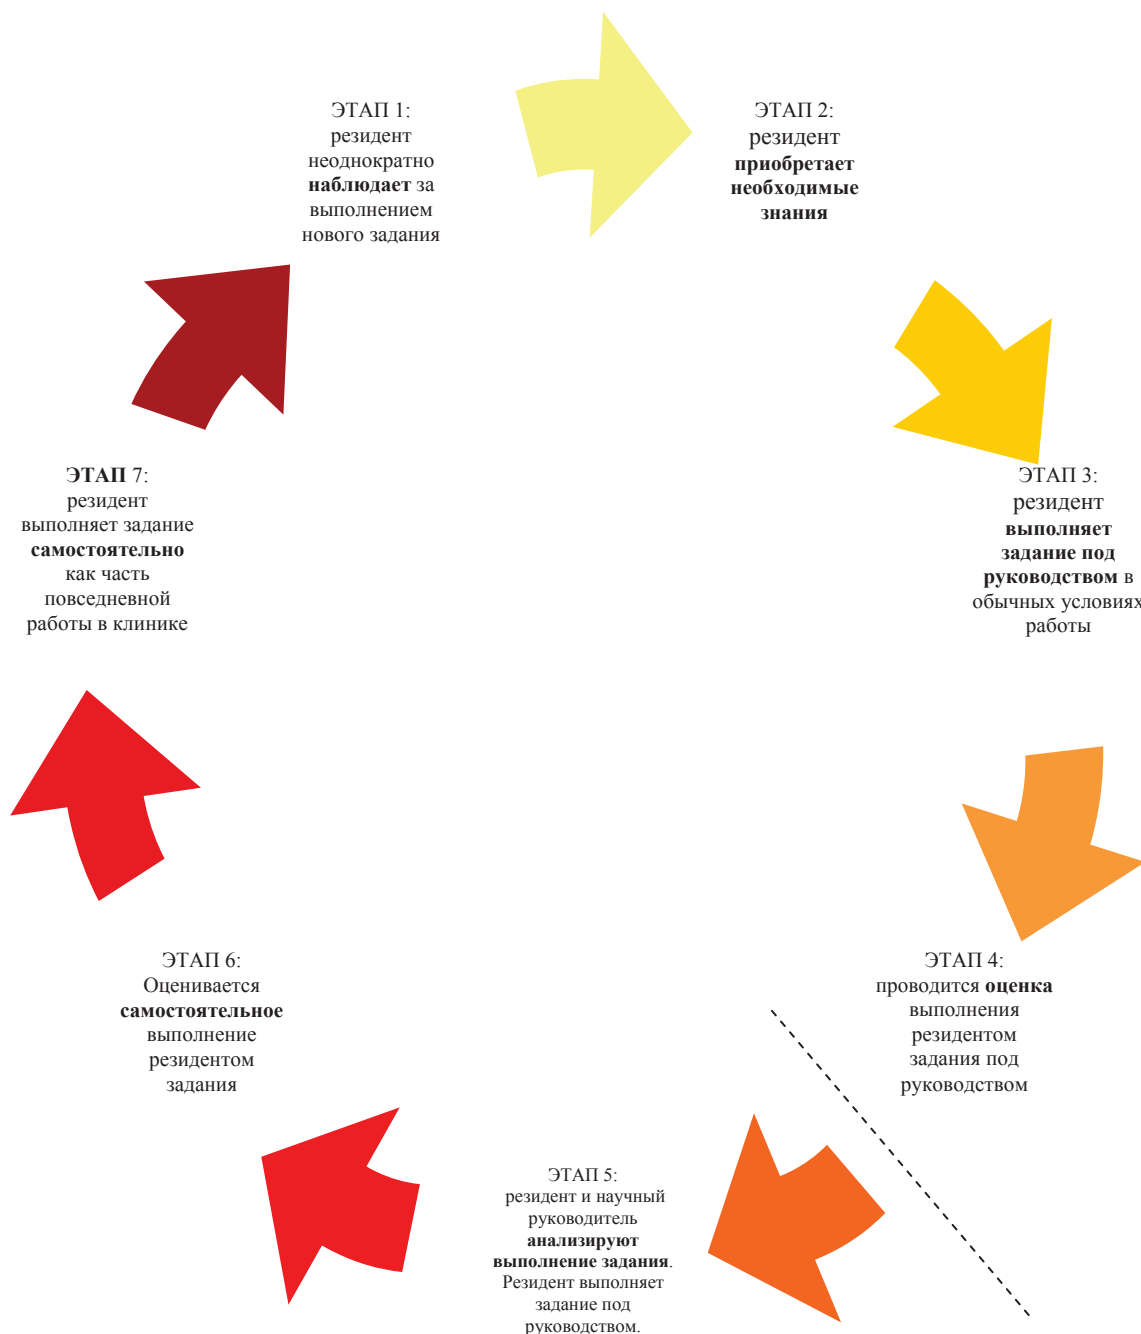 ЭТАП 1:
резидент
неоднократно
наблюдает за
выполнением
нового задания
ЭТАП 2:
резидент
приобретает
необходимые
знания
ЭТАП 3:
резидент
выполняет
задание под
руководством в
обычных условиях
работы
ЭТАП 4:
проводится оценка
выполнения
резидентом
задания под
руководством
ЭТАП 5:
резидент и научный
руководитель
анализируют
выполнение задания.
Резидент выполняет
задание под
руководством.
ЭТАП 6:
Оценивается
самостоятельное
выполнение
резидентом
задания
ЭТАП 7:
резидент
выполняет задание
самостоятельно
как часть
повседневной
работы в клинике